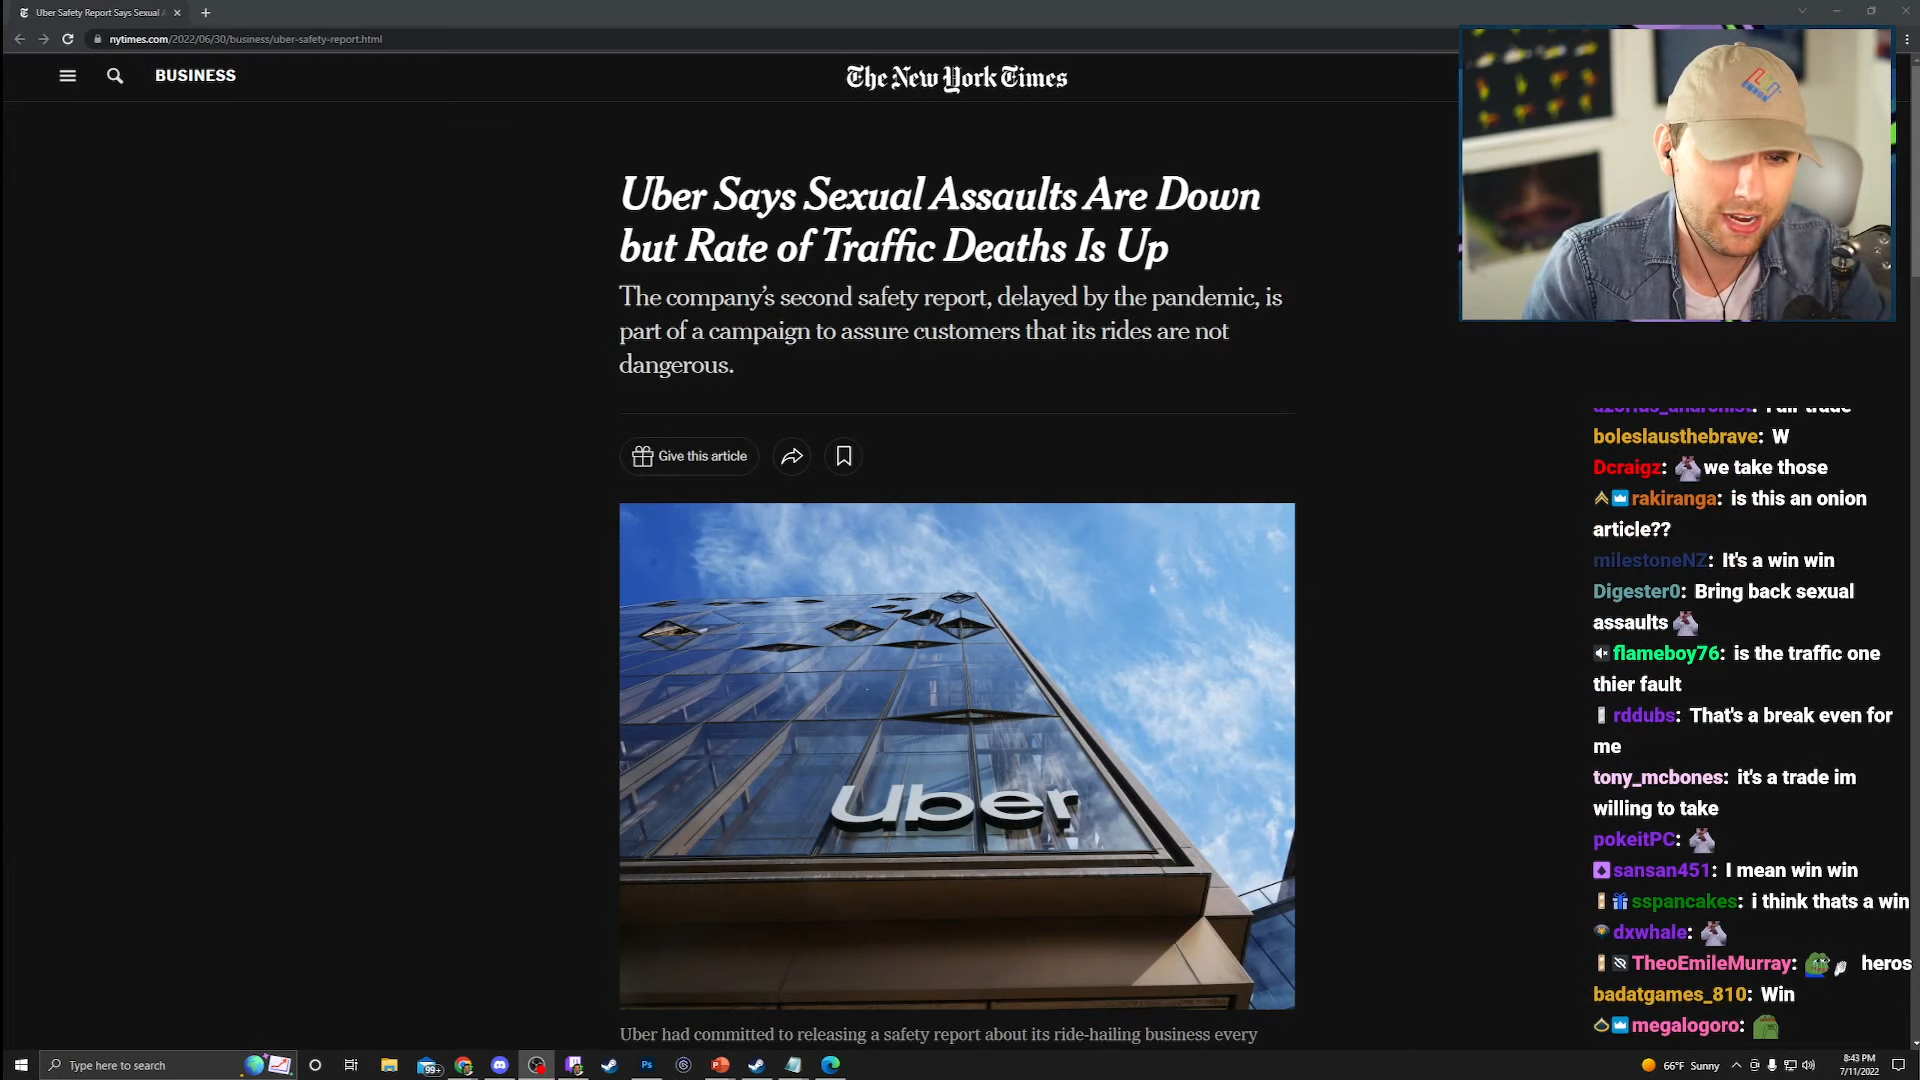 Uber Safety Report Says Sexual A
nytimes.com/2022/06/30/business/uber-safety-report.html
BUSINESS
The New York Times
Uber Says Sexual Assaults Are Down
but Rate of Traffic Deaths Is Up
The company's second safety report, delayed by the pandemic, is
part of a campaign to assure customers that its rides are not
dangerous.
Give this article
Uber
Uber had committed to releasing a safety report about its ride-hailing business every
boleslausthebrave: W
Dcraigz: we take those
rakiranga: is this an onion
article??
milestoneNZ: It's a win win
Digester0: Bring back sexual
assaults
flameboy76: is the traffic one
thier fault
rddubs: That's a break even for
me
tony_mcbones: it's a trade im
willing to take
pokeitPC:
sansan451: I mean win win
sspancakes: i think thats a win
dxwhale:
TheoEmileMurray: heros
badatgames_810: Win
megalogoro:
Type here to search
99+
Ps
66°F Sunny
8:43 PM
7/11/2022